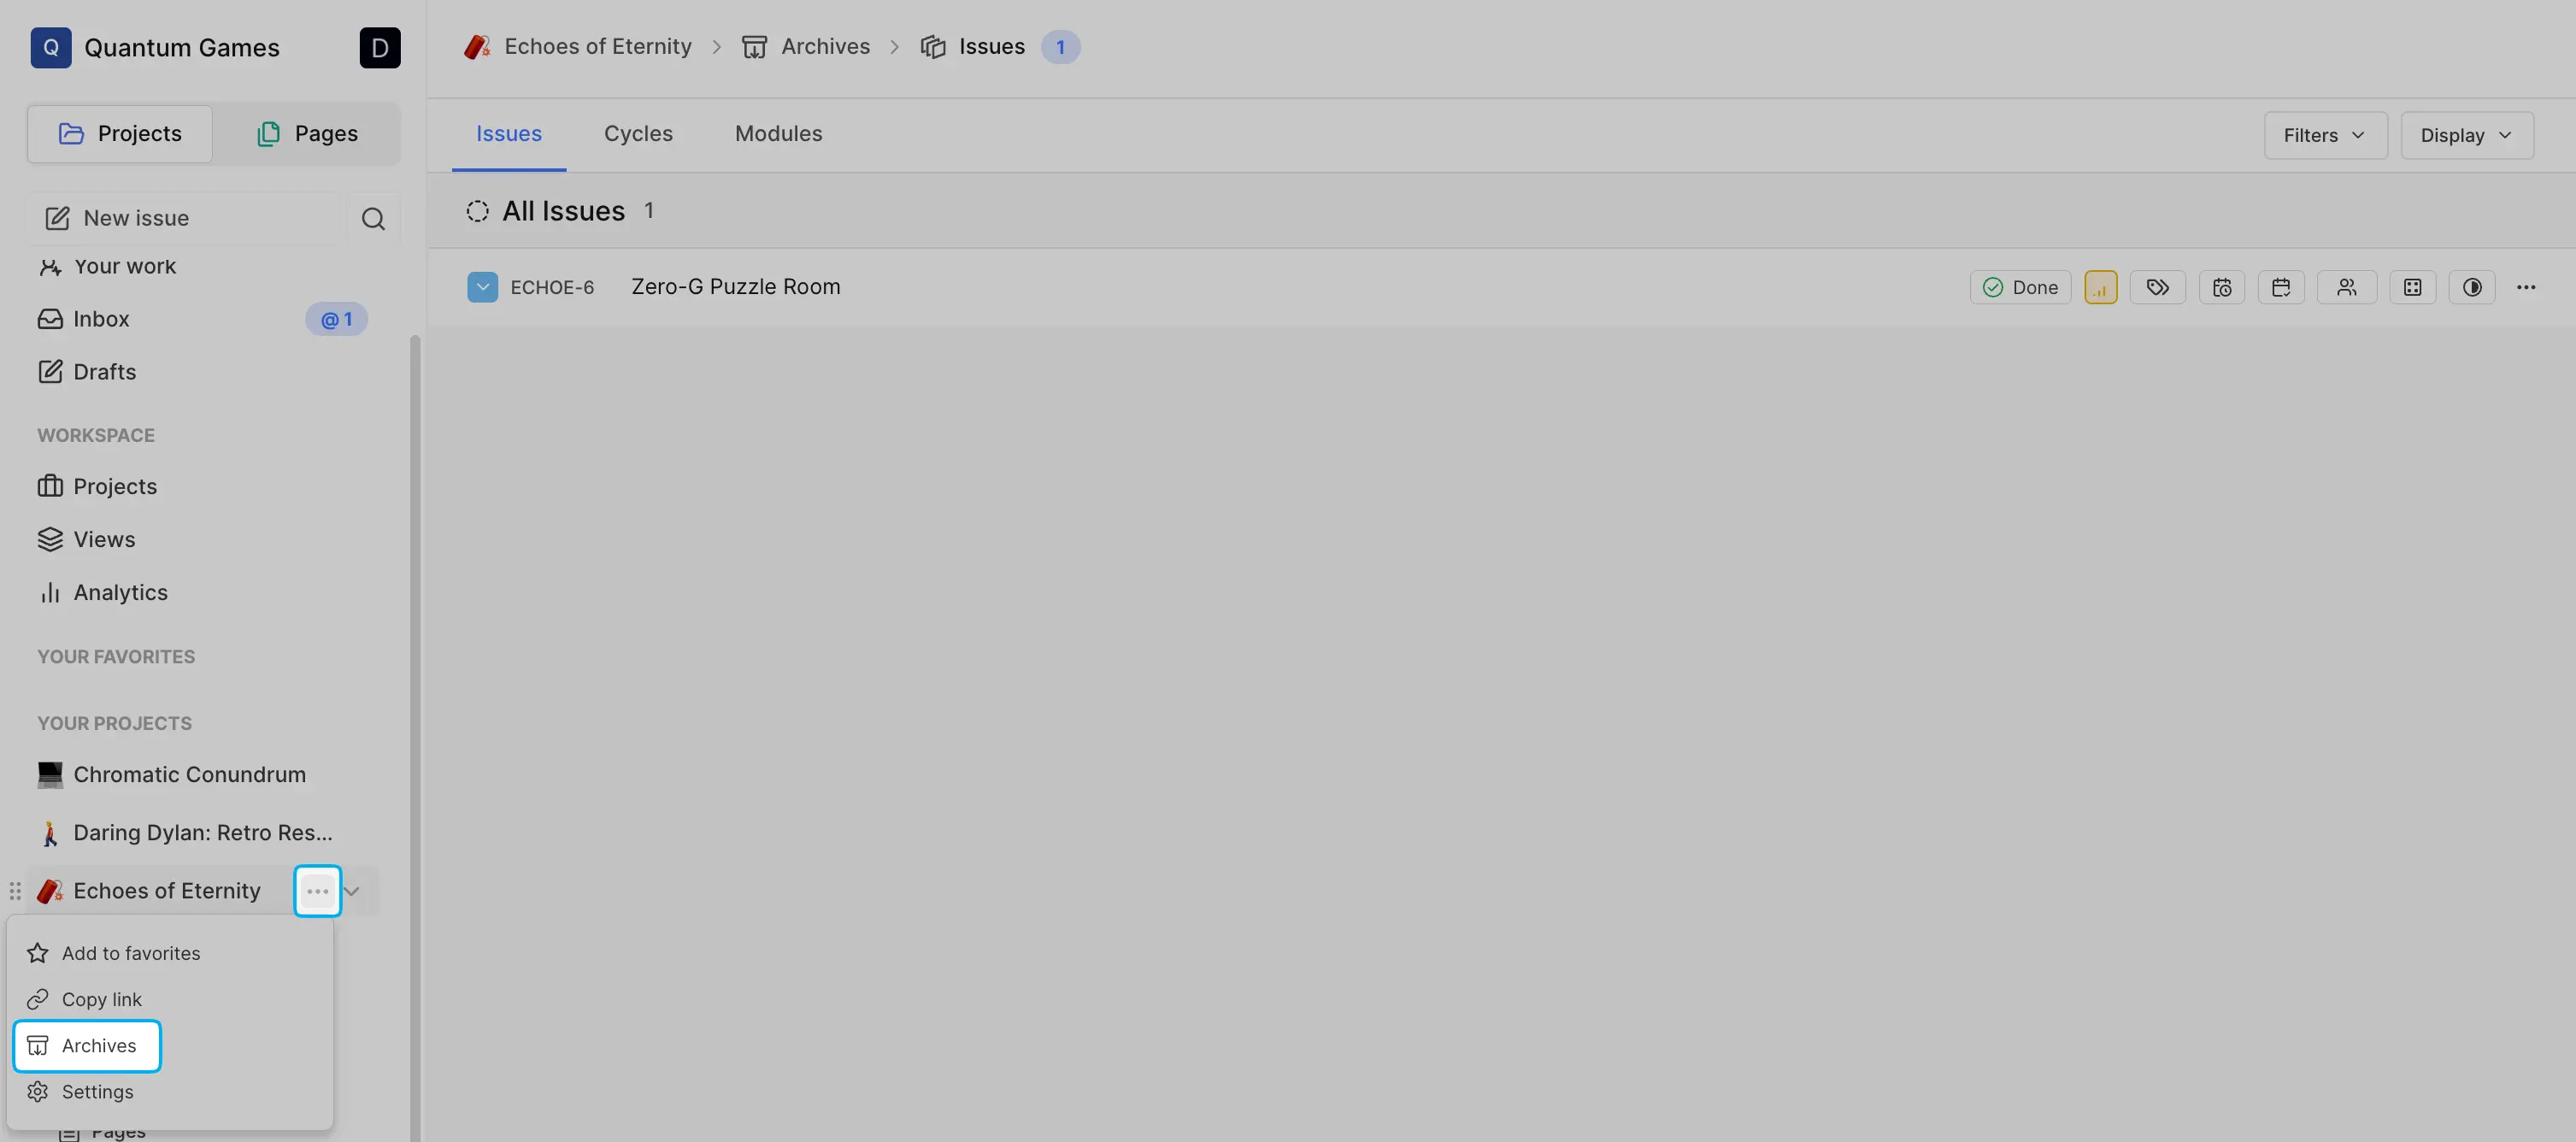 Q Quantum Games D
Projects Pages
New issue
Your work
Inbox @ 1
Drafts
WORKSPACE
Projects
Views
Analytics
YOUR FAVORITES
YOUR PROJECTS
Chromatic Conundrum
Daring Dylan: Retro Res...
Echoes of Eternity
Add to favorites
Copy link
Archives
Settings
Pages
Echoes of Eternity > Archives > Issues 1
Issues Cycles Modules Filters Display
All Issues 1
ECHOE-6 Zero-G Puzzle Room Done